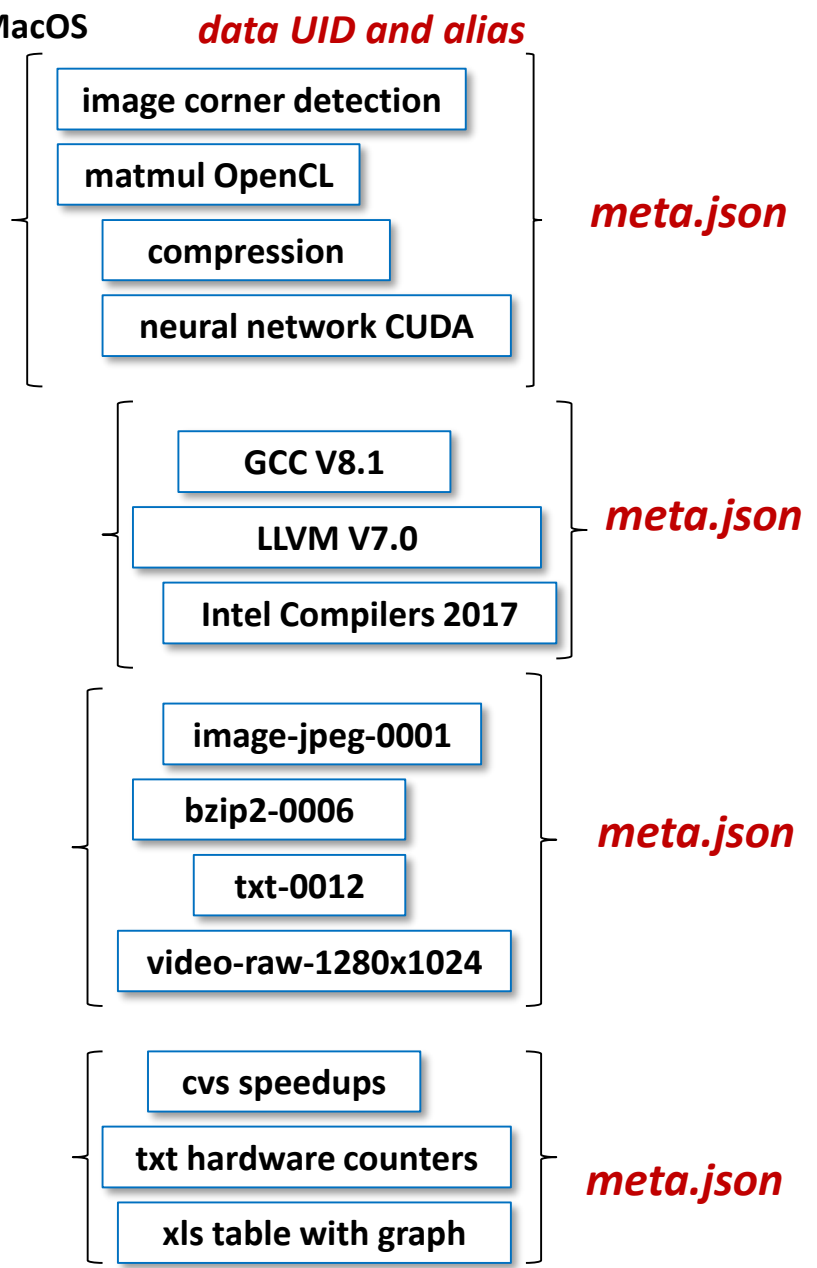 MacOS
data UID and alias
image corner detection
matmul OpenCL
compression
neural network CUDA
meta.json
GCC V8.1
LLVM V7.0
Intel Compilers 2017
meta.json
image-jpeg-0001
bzip2-0006
txt-0012
video-raw-1280x1024
meta.json
cvs speedups
txt hardware counters
xls table with graph
meta.json